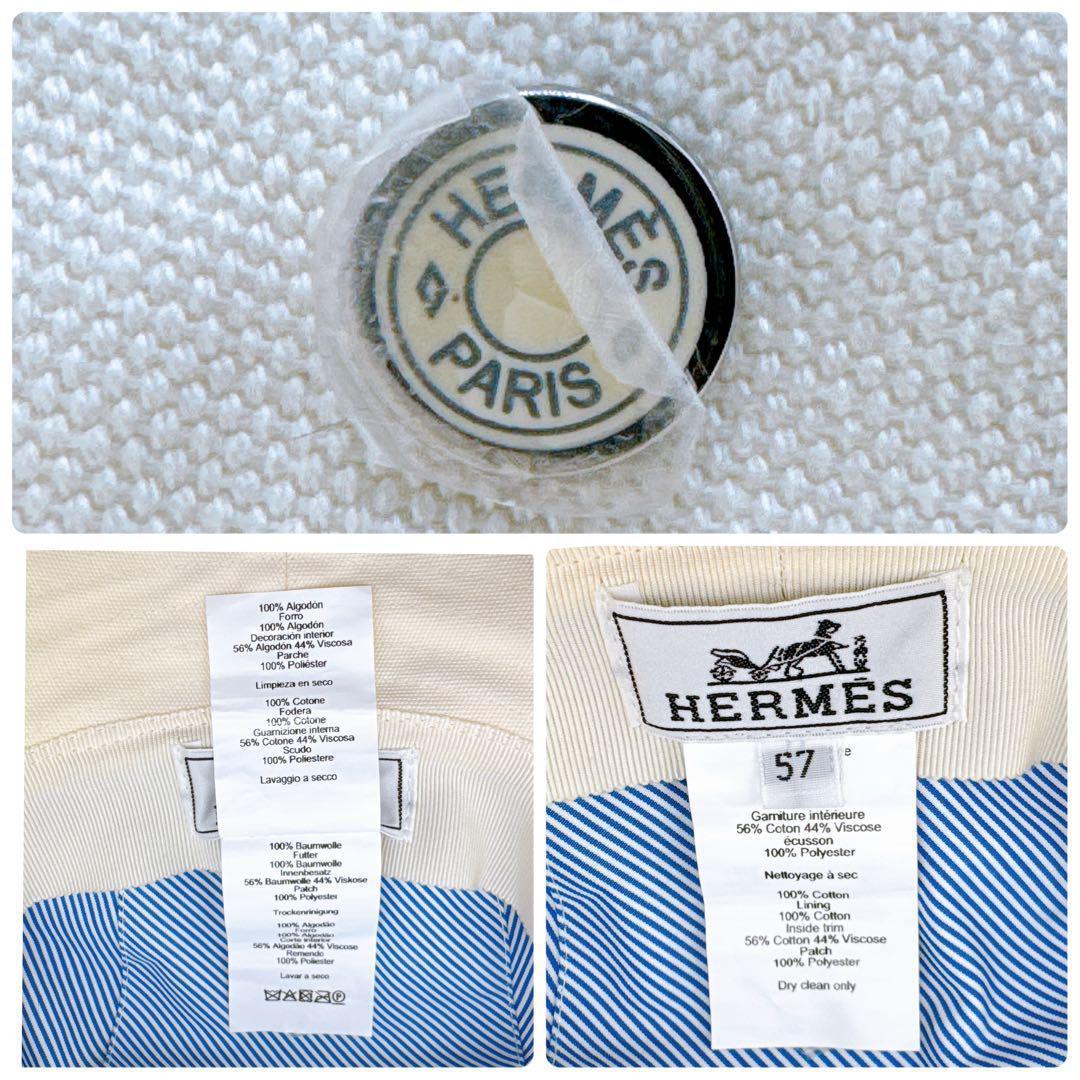 HERMÈS
PARIS
100% Algodón
Forro
100% Algodón
Decoración interior
56% Algodón 44% Viscosa
Parche
100% Poliéster
Limpieza en seco
100% Cotone
Fodera
100% Cotone
Guarnizione interna
56% Cotone 44% Viscosa
Scudo
100% Poliestere
Lavaggio a secco
100% Baumwolle
Futter
100% Baumwolle
Innenbesatz
56% Baumwolle 44% Viskose
Patch
100% Polyester
Trockenrinigung
100% Algodão
Forro
100% Algodão
Corte interior
56% Algodão 44% Viscose
Remendo
100% Poliester
Lavar a seco
HERMÈS
57
e
Garniture intérieure
56% Coton 44% Viscose
écusson
100% Polyester
Nettoyage à sec
100% Cotton
Lining
100% Cotton
Inside trim
56% Cotton 44% Viscose
Patch
100% Polyester
Dry clean only